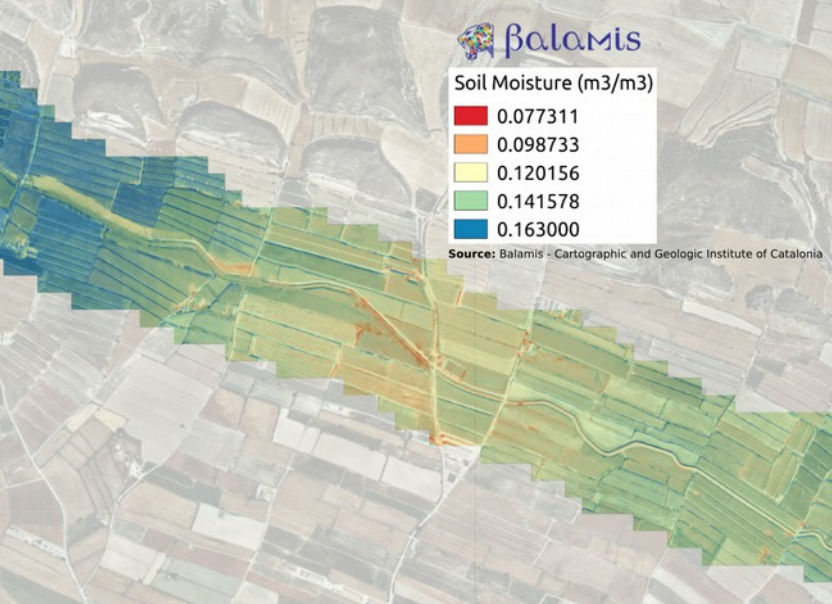 Balamis
Soil Moisture (m3/m3)
0.077311
0.098733
0.120156
0.141578
0.163000
Source: Balamis - Cartographic and Geologic Institute of Catalonia